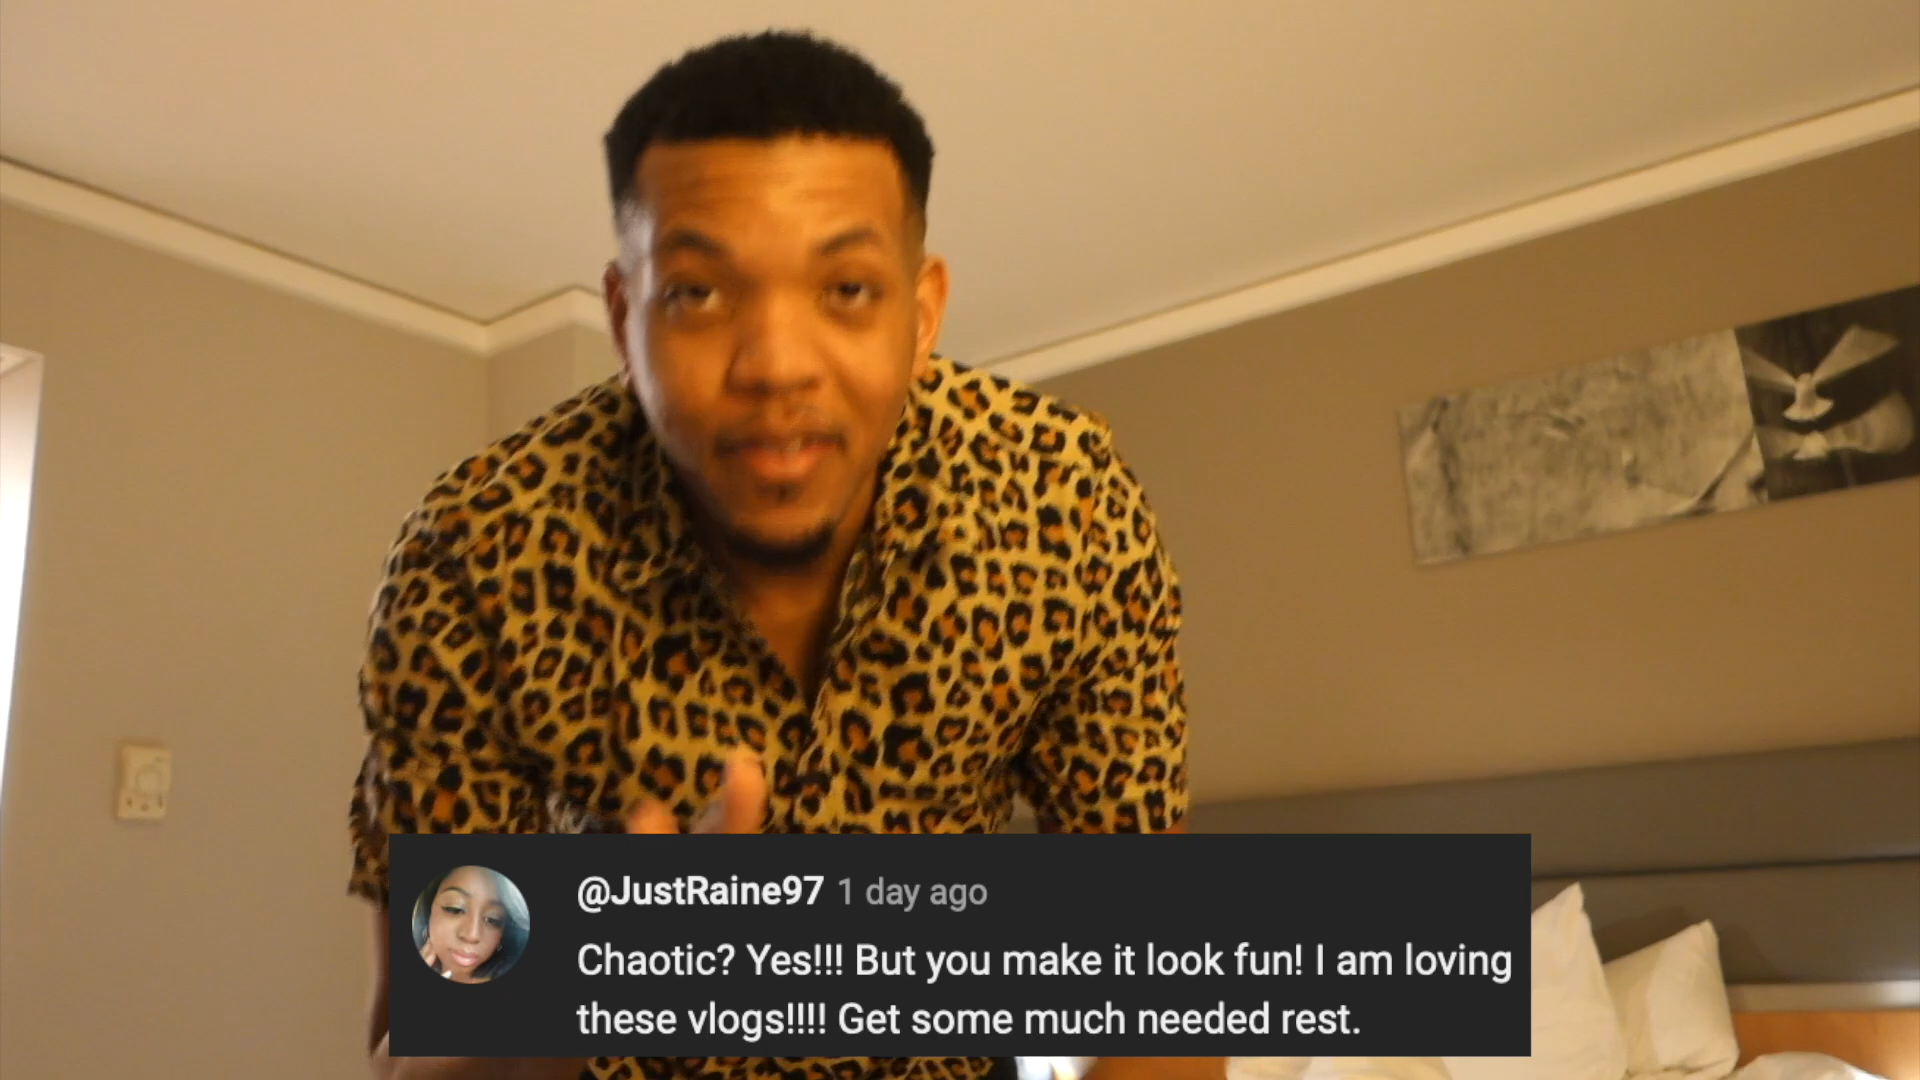 @JustRaine97 1 day ago
Chaotic? Yes!!! But you make it look fun! I am loving
these vlogs!!!! Get some much needed rest.